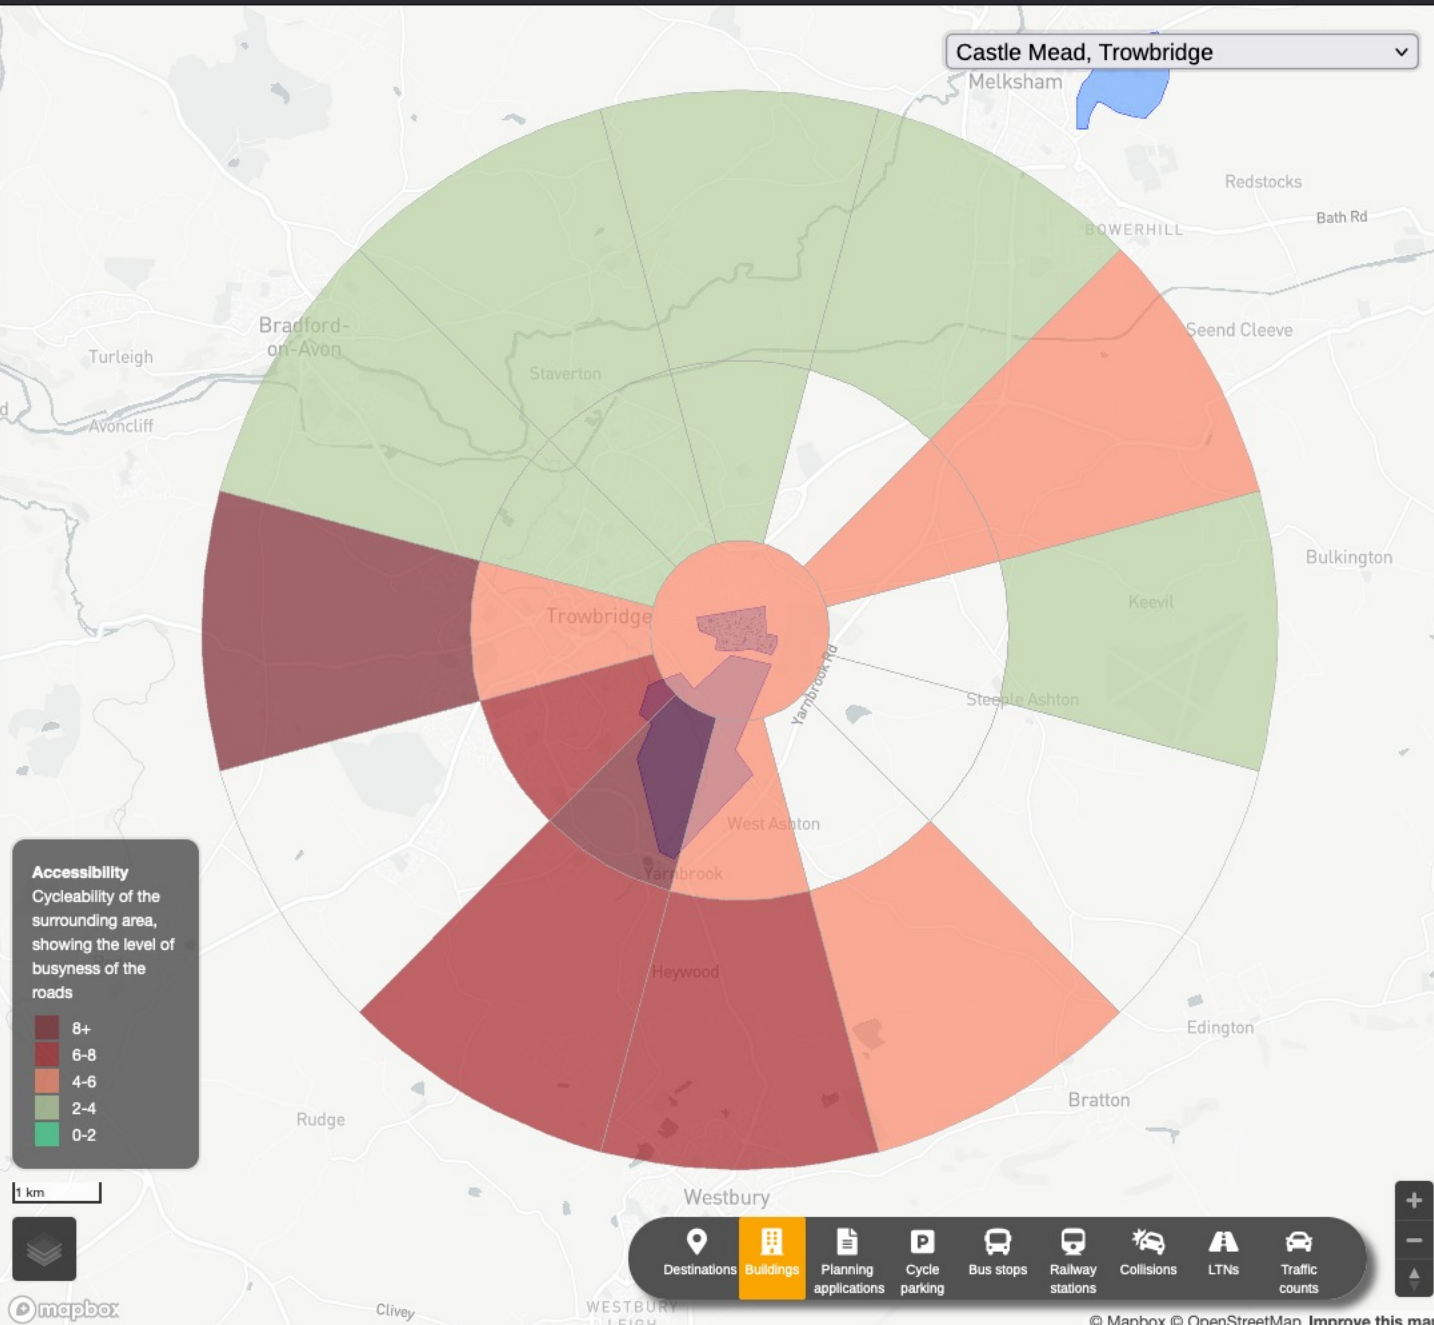 Castle Mead, Trowbridge
Melksham
Redstocks
Bath Rd
BOWERHILL
Bradford-
on-Avon
Seend Cleeve
Turleigh
Staverton
Avoncliff
Bulkington
Keevil
Trowbridge
Yarnbrook Rd
Steeple Ashton
West Ashton
Yarnbrook
Accessibility
Cycleability of the
surrounding area,
showing the level of
busyness of the
roads
8+
6-8
4-6
2-4
0-2
Heywood
Edington
Bratton
Rudge
1 km
Westbury
Destinations
Buildings
Planning
applications
Cycle
parking
Bus stops
Railway
stations
Collisions
LTNs
Traffic
counts
mapbox
Clivey
WESTBURY
LEIGH
© Mapbox © OpenStreetMap Improve this map